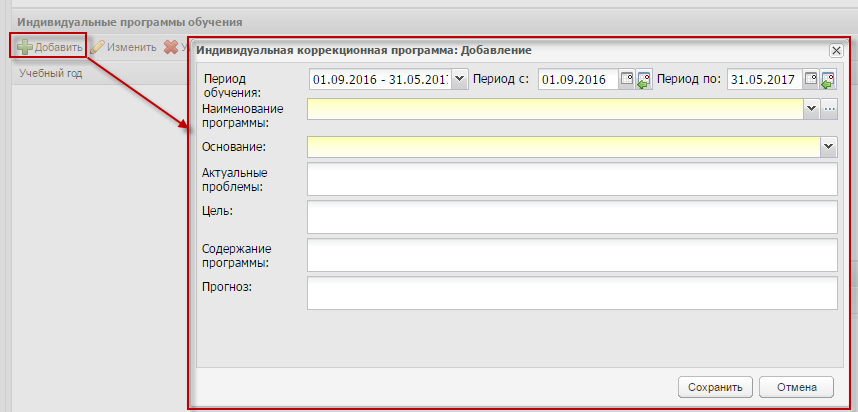 Индивидуальные программы обучения
Добавить Изменить
Учебный год
Индивидуальная коррекционная программа: Добавление
Период обучения: 01.09.2016 - 31.05.201 Период с: 01.09.2016 Период по: 31.05.2017
Наименование
программы:
Основание:
Актуальные
проблемы:
Цель:
Содержание
программы:
Прогноз:
Сохранить Отмена